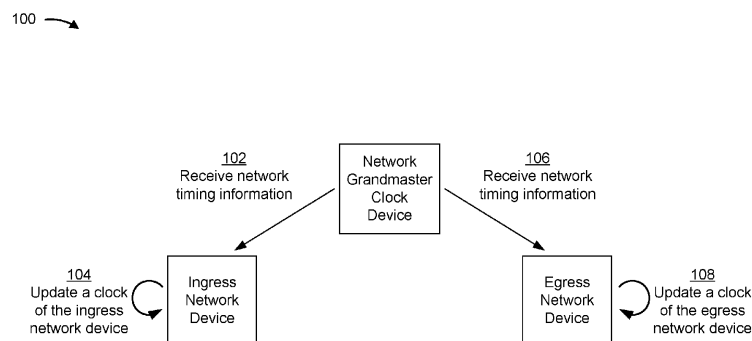 100
102
Receive network
timing information
Network
Grandmaster
Clock
Device
106
Receive network
timing information
104
Update a clock
of the ingress
network device
Ingress
Network
Device
Egress
Network
Device
108
Update a clock
of the egress
network device